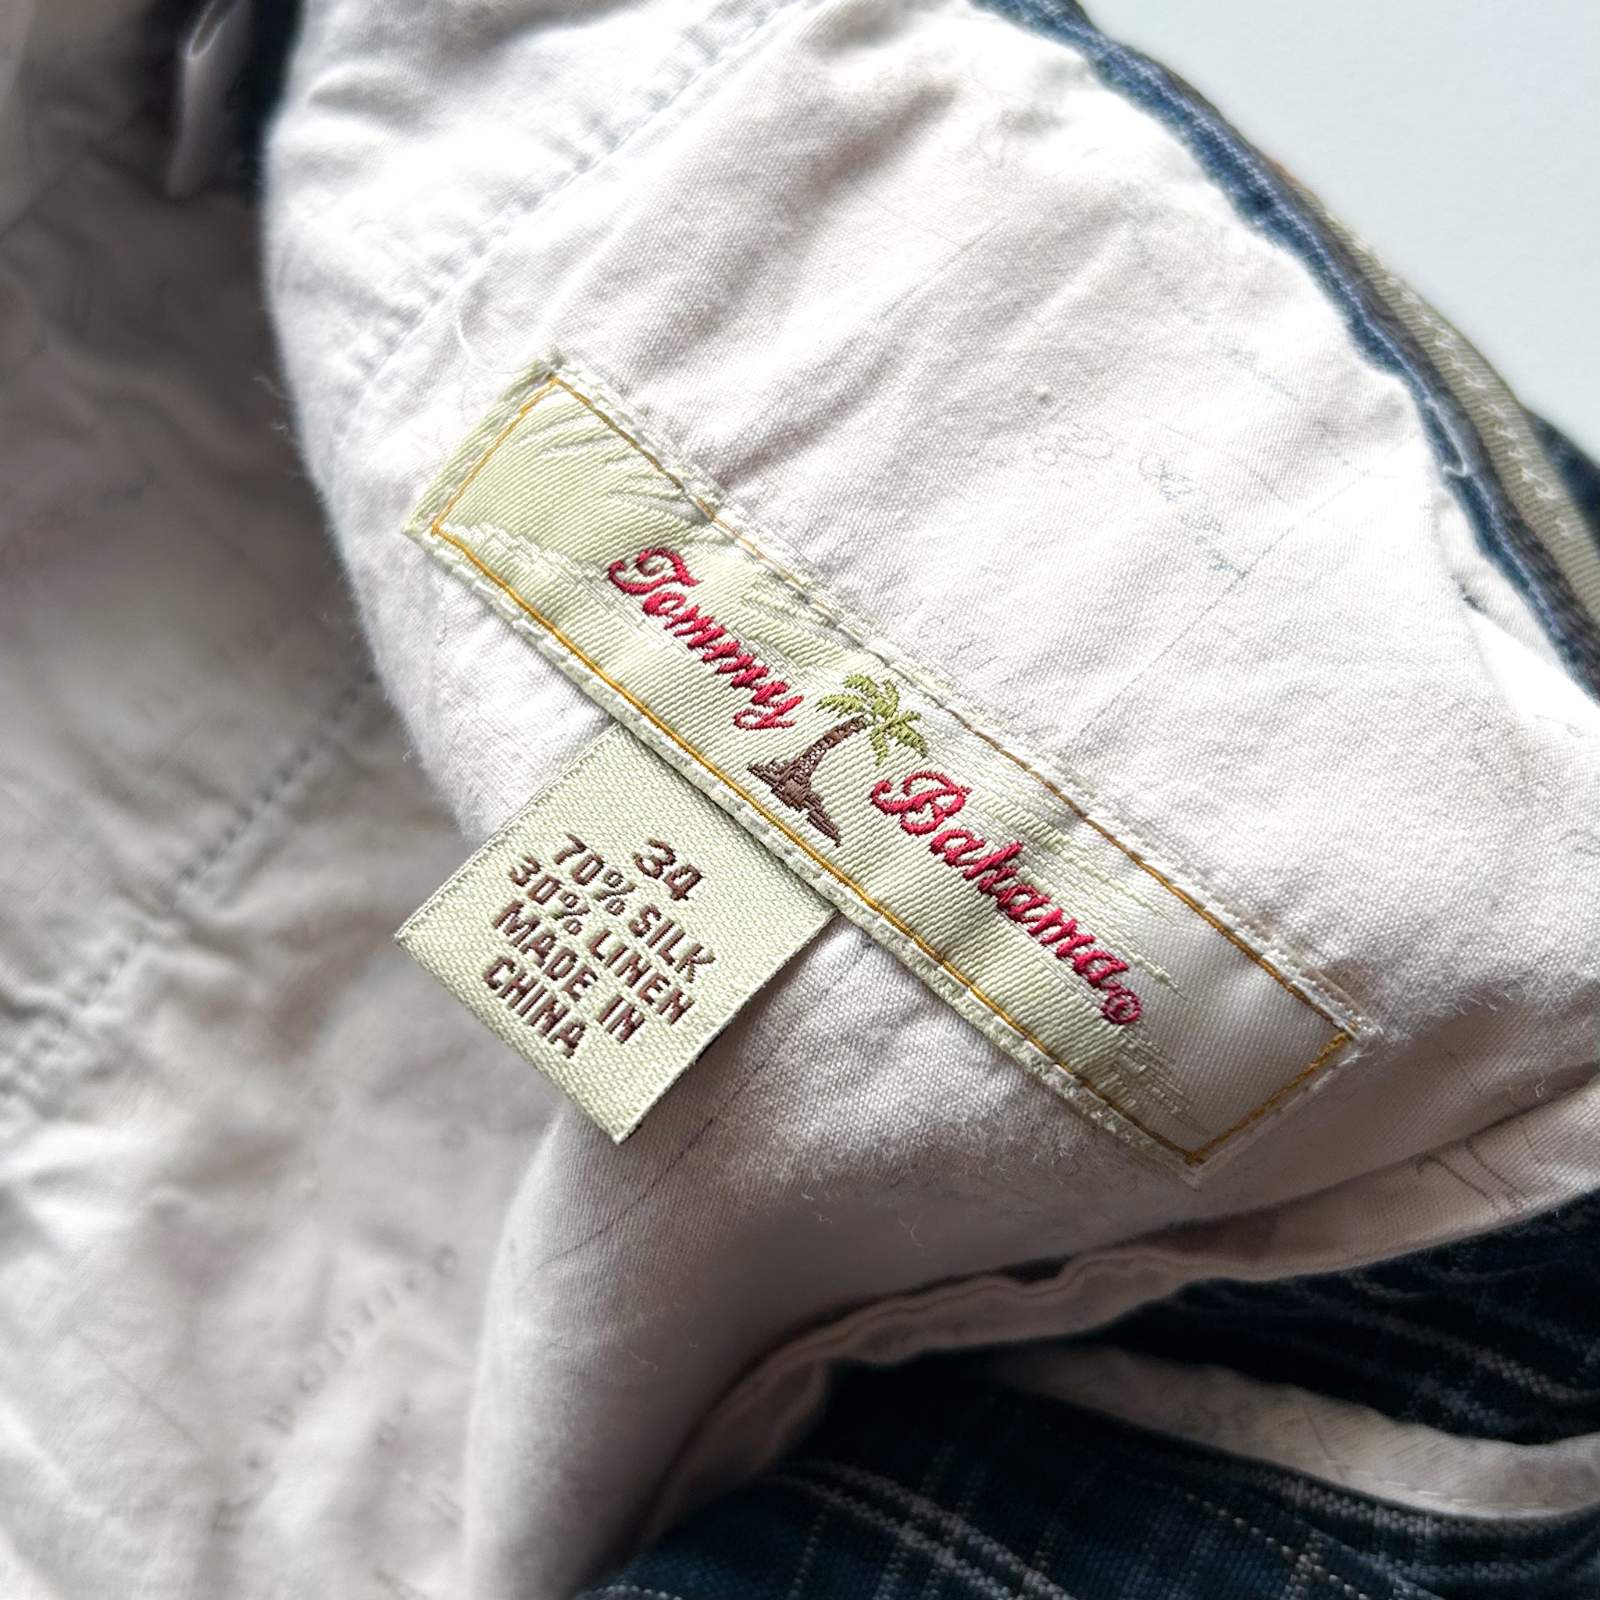 Tommy Bahama®
34
70% SILK
30% LINEN
MADE IN
CHINA